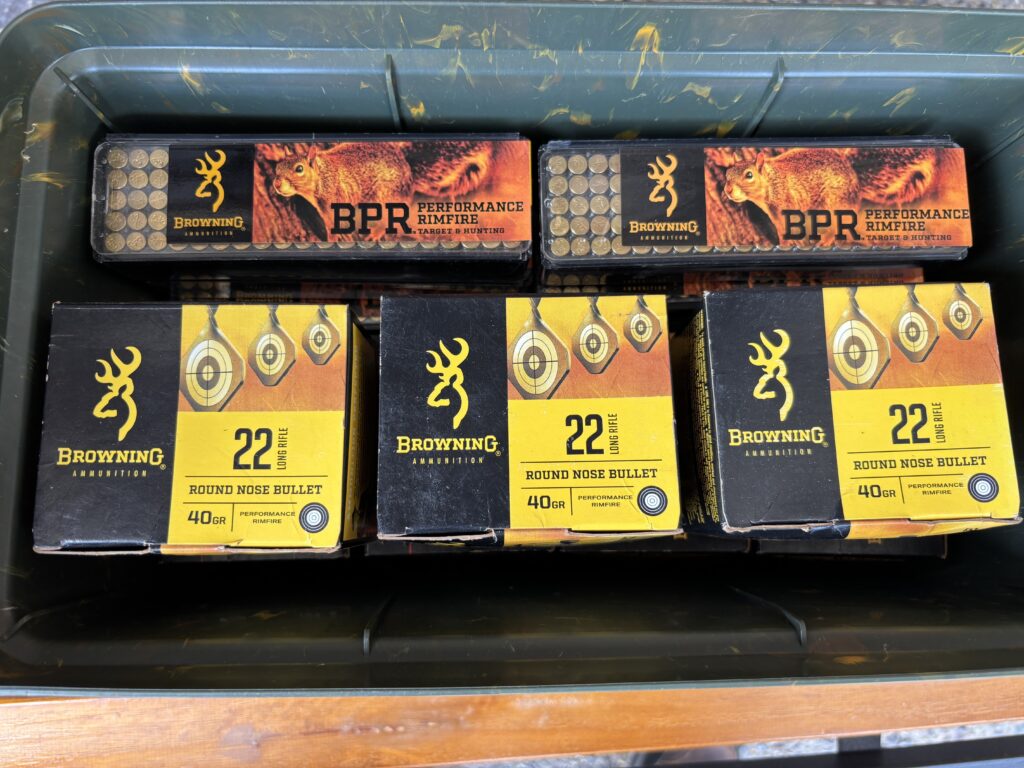 BROWNING
AMMUNITION
BPR
PERFORMANCE
RIMFIRE
TARGET & HUNTING
BROWNING
AMMUNITION
BPR
PERFORMANCE
RIMFIRE
TARGET & HUNTING
BROWNING®
AMMUNITION
22
LONG RIFLE
ROUND NOSE BULLET
40GR
PERFORMANCE
RIMFIRE
BROWNING®
AMMUNITION
22
LONG RIFLE
ROUND NOSE BULLET
40GR
PERFORMANCE
RIMFIRE
BROWNING®
AMMUNITION
22
LONG RIFLE
ROUND NOSE BULLET
40GR
PERFORMANCE
RIMFIRE